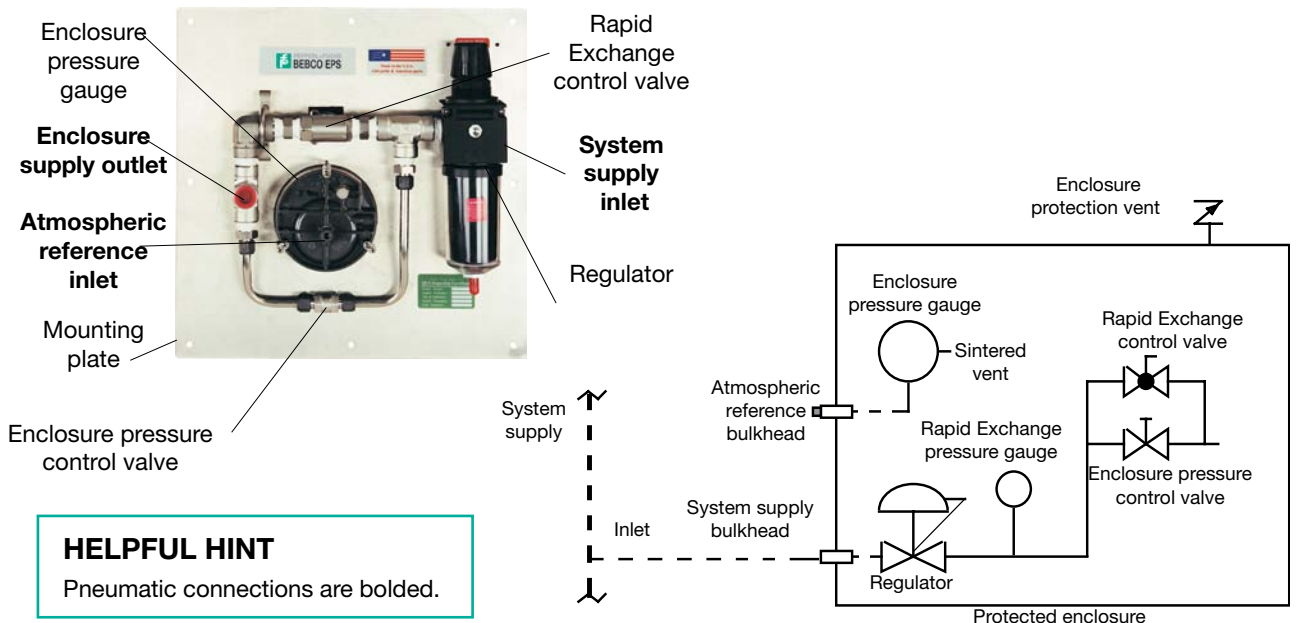 Enclosure
pressure
gauge
Enclosure
supply outlet
Atmospheric
reference
inlet
Mounting
plate
Enclosure pressure
control valve
Rapid
Exchange
control valve
System
supply
inlet
Regulator
PEPPERL+FUCHS
BEBCO EPS
HELPFUL HINT
Pneumatic connections are bolded.
System
supply
Inlet
Atmospheric
reference
bulkhead
System supply
bulkhead
Enclosure
protection vent
Enclosure
pressure gauge
Sintered
vent
Rapid Exchange
pressure gauge
Rapid Exchange
control valve
Enclosure pressure
control valve
Regulator
Protected enclosure